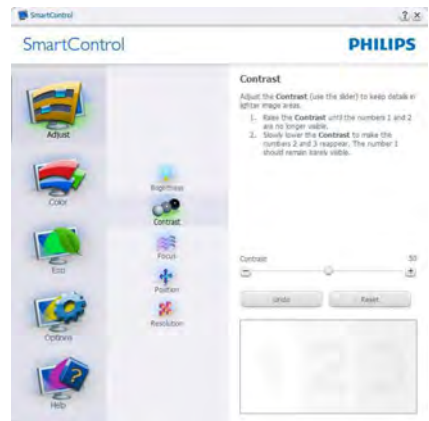 SmartControl
? ×
SmartControl
PHILIPS
Adjust
Color
Eco
Options
Help
Brightness
Contrast
Focus
Position
Resolution
Contrast
Adjust the Contrast (use the slider) to keep details in
lighter image areas.
1. Raise the Contrast until the numbers 1 and 2
are no longer visible.
2. Slowly lower the Contrast to make the
numbers 2 and 3 reappear. The number 1
should remain barely visible.
Contrast 50
Undo Reset
1 2 3